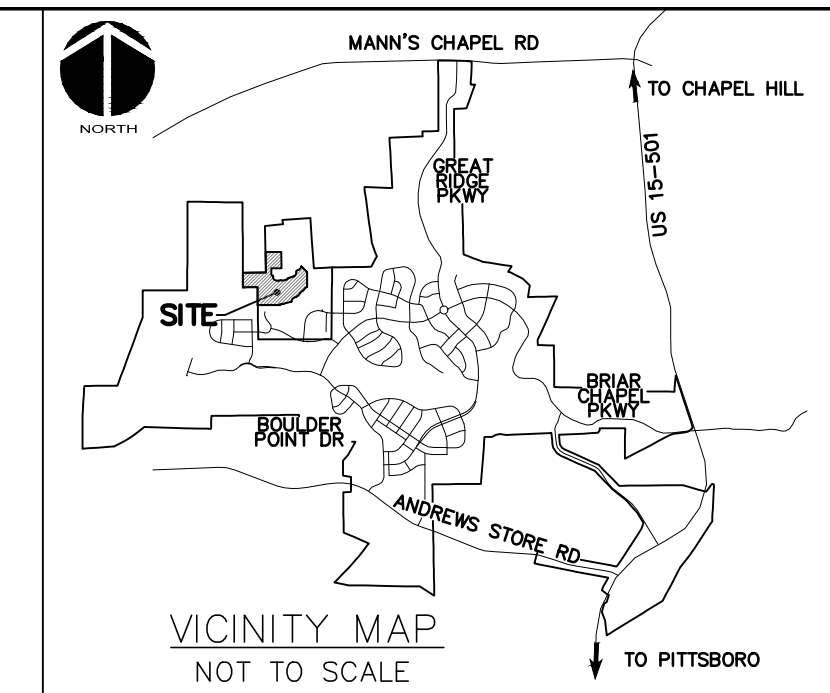 MANN'S CHAPEL RD
TO CHAPEL HILL
NORTH
US 15-501
GREAT
RIDGE
PKWY
SITE
BRIAR
CHAPEL
PKWY
BOULDER
POINT DR
ANDREWS STORE RD
VICINITY MAP
NOT TO SCALE
TO PITTSBORO